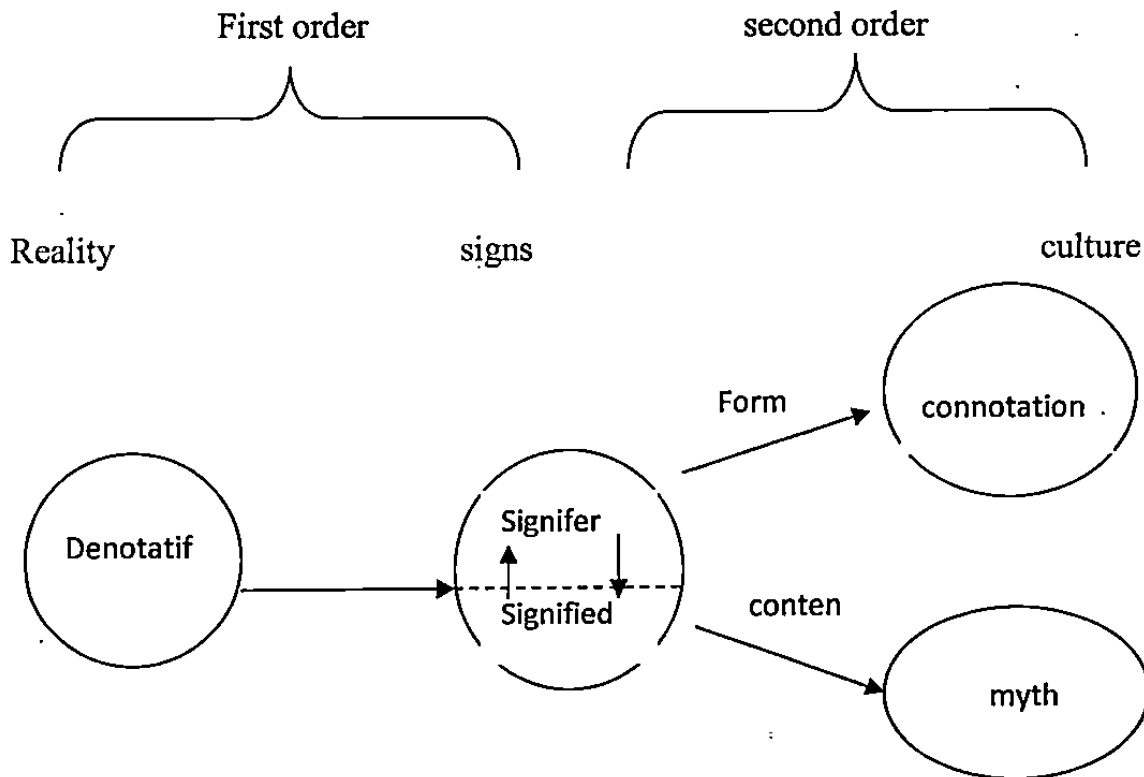 First order
second order
Reality
signs
culture
Form
connotation
Denotatif
Signifer
Signified
conten
myth